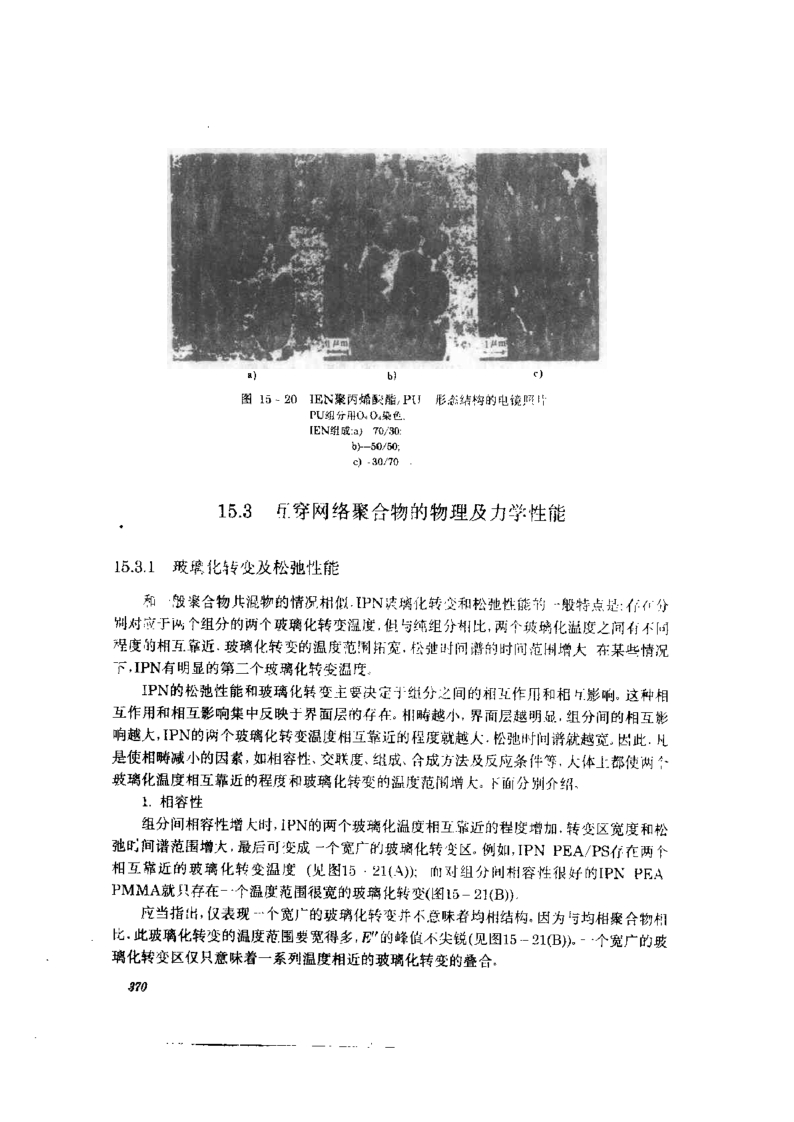 1μm
1μm
a)
b)
c)
图 15-20 IEN聚丙烯酸酯/PU 形态结构的电镜照片
PU组分用O₄O₄染色.
IEN组成:a) 70/30;
b)—50/50;
c)-30/70
15.3 互穿网络聚合物的物理及力学性能
15.3.1 玻璃化转变及松弛性能
和一般聚合物共混物的情况相似.IPN玻璃化转变和松弛性能的一般特点是:存在分
别对应于两个组分的两个玻璃化转变温度.但与纯组分相比,两个玻璃化温度之间有不同
程度的相互靠近.玻璃化转变的温度范围拓宽,松弛时间谱的时间范围增大 在某些情况
下,IPN有明显的第二个玻璃化转变温度。
IPN的松弛性能和玻璃化转变主要决定于组分之间的相互作用和相互影响。这种相
互作用和相互影响集中反映于界面层的存在。相畴越小,界面层越明显,组分间的相互影
响越大,IPN的两个玻璃化转变温度相互靠近的程度就越大.松弛时间谱就越宽。因此.凡
是使相畴减小的因素,如相容性、交联度、组成、合成方法及反应条件等,大体上都使两个
玻璃化温度相互靠近的程度和玻璃化转变的温度范围增大。下面分别介绍、
1. 相容性
组分间相容性增大时,IPN的两个玻璃化温度相互靠近的程度增加.转变区宽度和松
弛时间谱范围增大.最后可变成一个宽广的玻璃化转变区。例如,IPN PEA/PS存在两个
相互靠近的玻璃化转变温度 (见图15-21(A)); 而对组分间相容性很好的IPN PEA
PMMA就只存在一个温度范围很宽的玻璃化转变(图15-21(B)).
应当指出,仅表现一个宽广的玻璃化转变并不意味着均相结构。因为与均相聚合物相
比.此玻璃化转变的温度范围要宽得多,E″的峰值不尖锐(见图15-21(B))。一个宽广的玻
璃化转变区仅只意味着一系列温度相近的玻璃化转变的叠合。
370